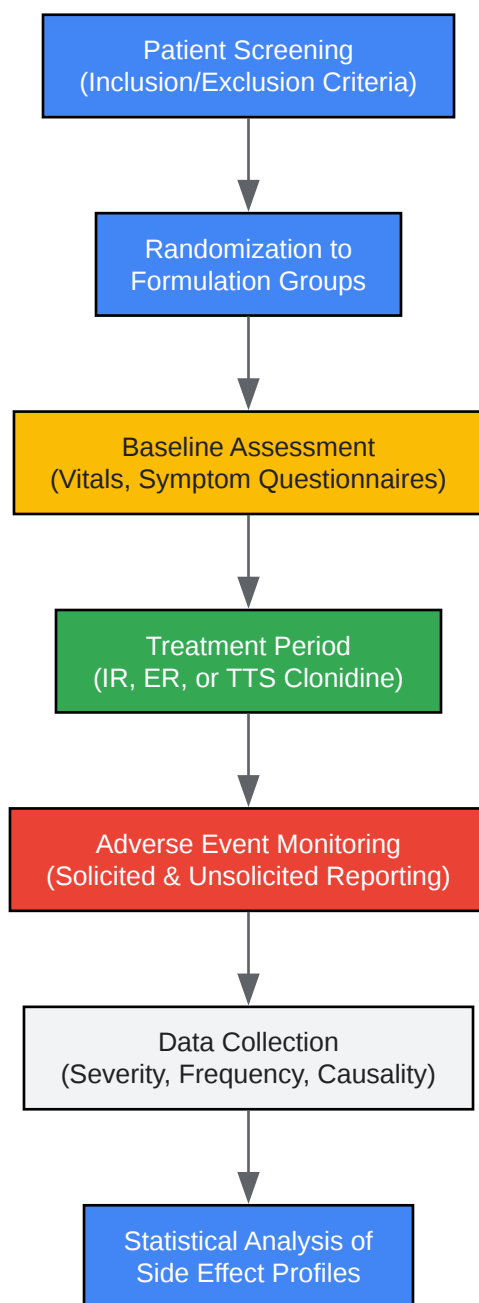 Patient Screening
(Inclusion/Exclusion Criteria)
Randomization to
Formulation Groups
Baseline Assessment
(Vitals, Symptom Questionnaires)
Treatment Period
(IR, ER, or TTS Clonidine)
Adverse Event Monitoring
(Solicited & Unsolicited Reporting)
Data Collection
(Severity, Frequency, Causality)
Statistical Analysis of
Side Effect Profiles